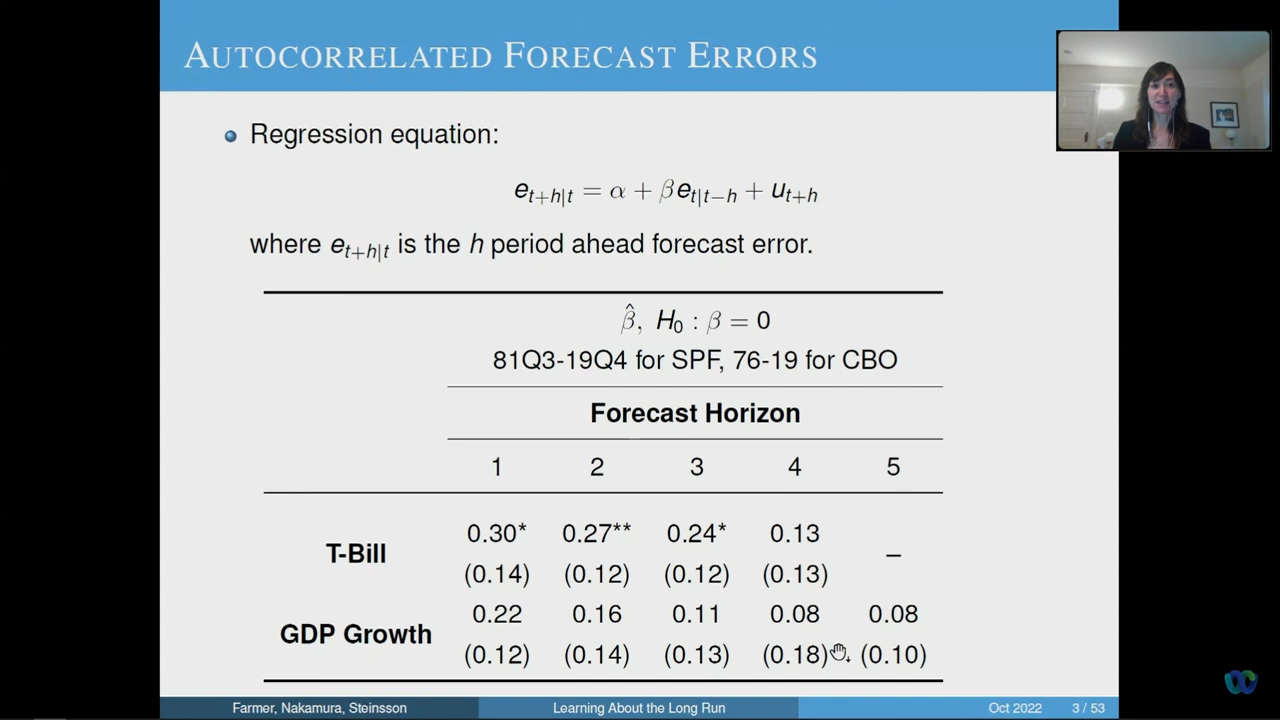 AUTOCORRELATED FORECAST ERRORS
Regression equation:
e_{t+h|t} = α + βe_{t|t−h} + u_{t+h}
where e_{t+h|t} is the h period ahead forecast error.
β̂, H₀ : β = 0
81Q3-19Q4 for SPF, 76-19 for CBO
Forecast Horizon
1 2 3 4 5
T-Bill 0.30* 0.27** 0.24* 0.13 –
(0.14) (0.12) (0.12) (0.13)
GDP Growth 0.22 0.16 0.11 0.08 0.08
(0.12) (0.14) (0.13) (0.18) (0.10)
Farmer, Nakamura, Steinsson Learning About the Long Run Oct 2022 3 / 53